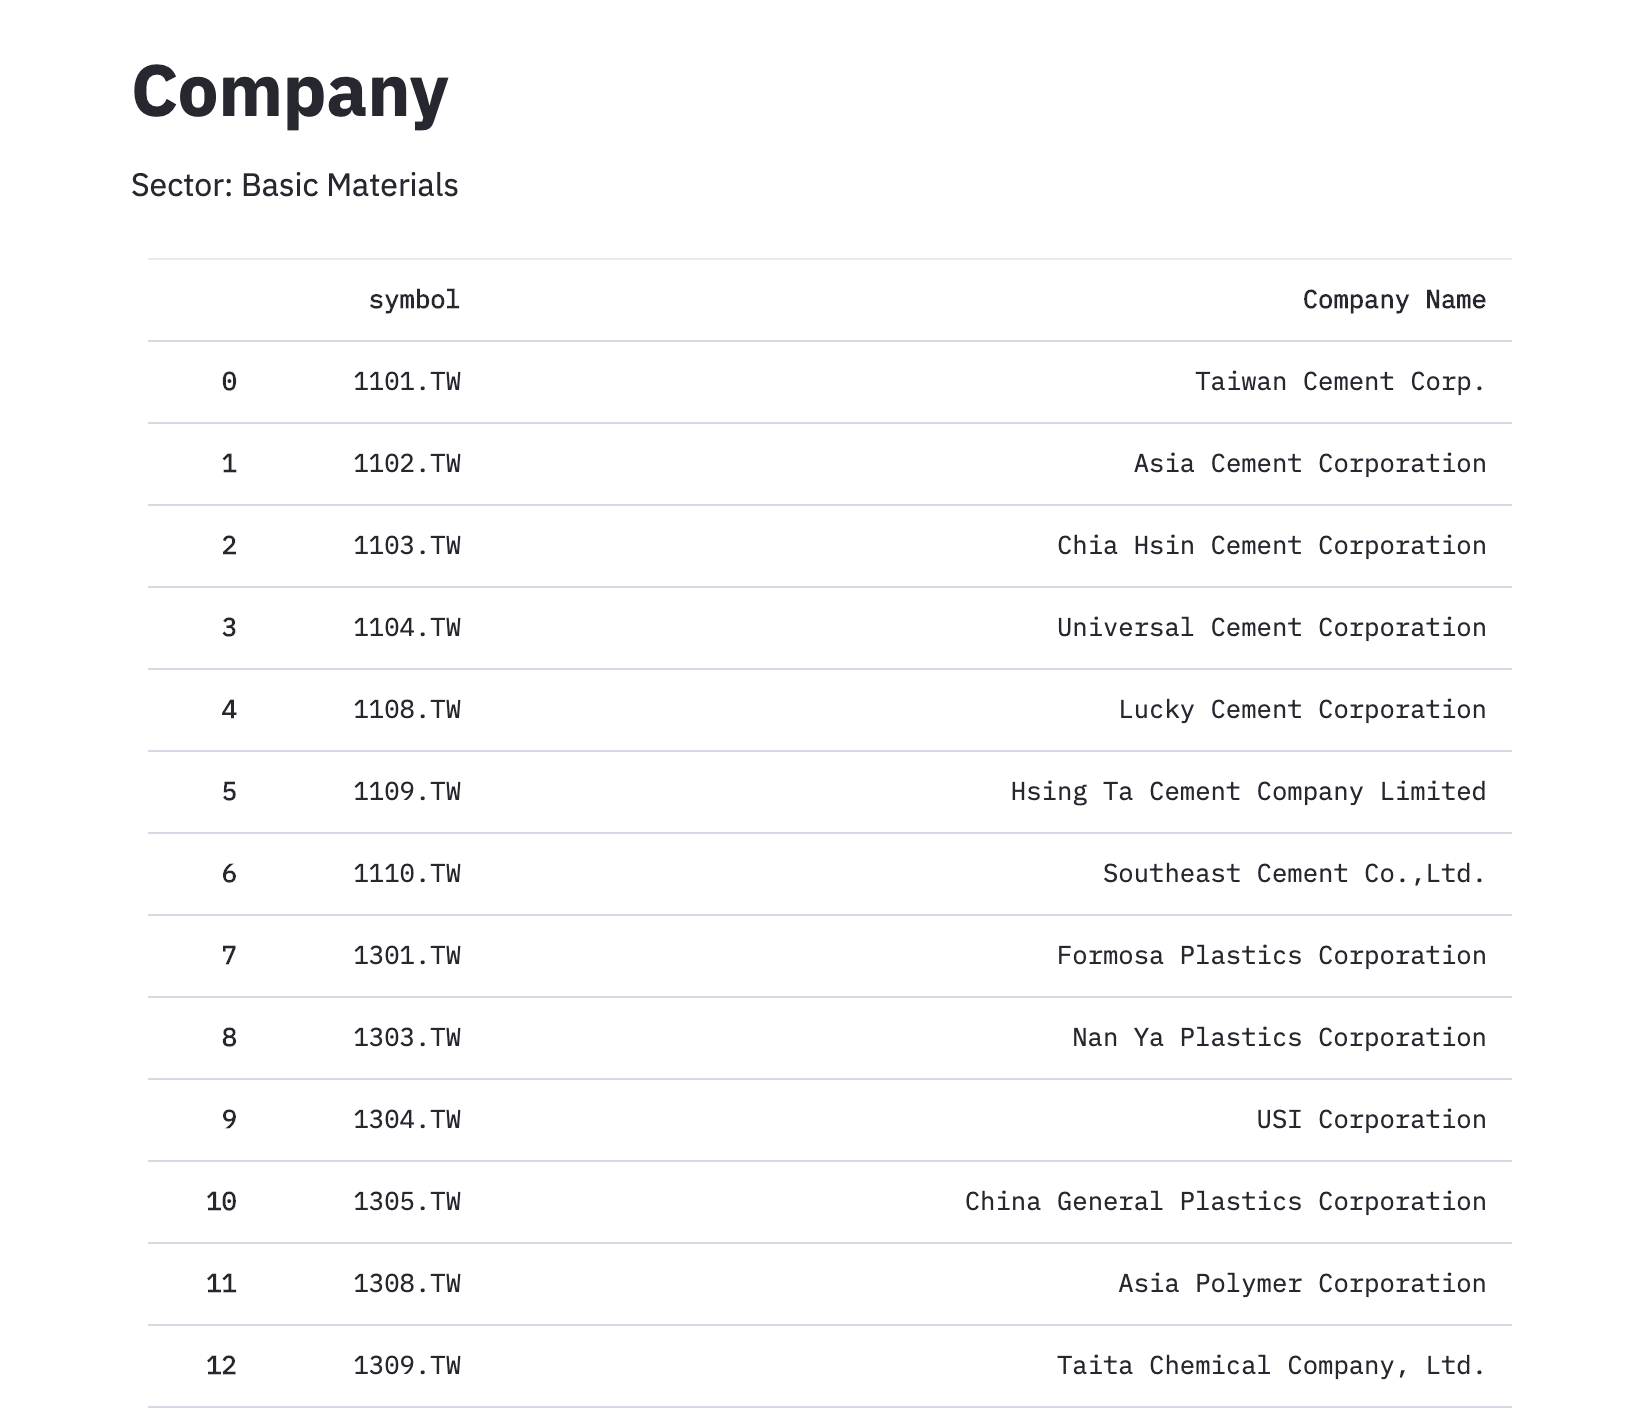 Company
Sector: Basic Materials
symbol Company Name
0 1101.TW Taiwan Cement Corp.
1 1102.TW Asia Cement Corporation
2 1103.TW Chia Hsin Cement Corporation
3 1104.TW Universal Cement Corporation
4 1108.TW Lucky Cement Corporation
5 1109.TW Hsing Ta Cement Company Limited
6 1110.TW Southeast Cement Co.,Ltd.
7 1301.TW Formosa Plastics Corporation
8 1303.TW Nan Ya Plastics Corporation
9 1304.TW USI Corporation
10 1305.TW China General Plastics Corporation
11 1308.TW Asia Polymer Corporation
12 1309.TW Taita Chemical Company, Ltd.